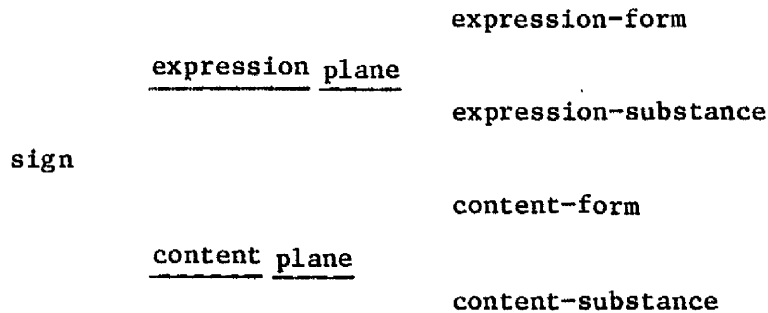 expression-form
expression plane
expression-substance
sign
content-form
content plane
content-substance